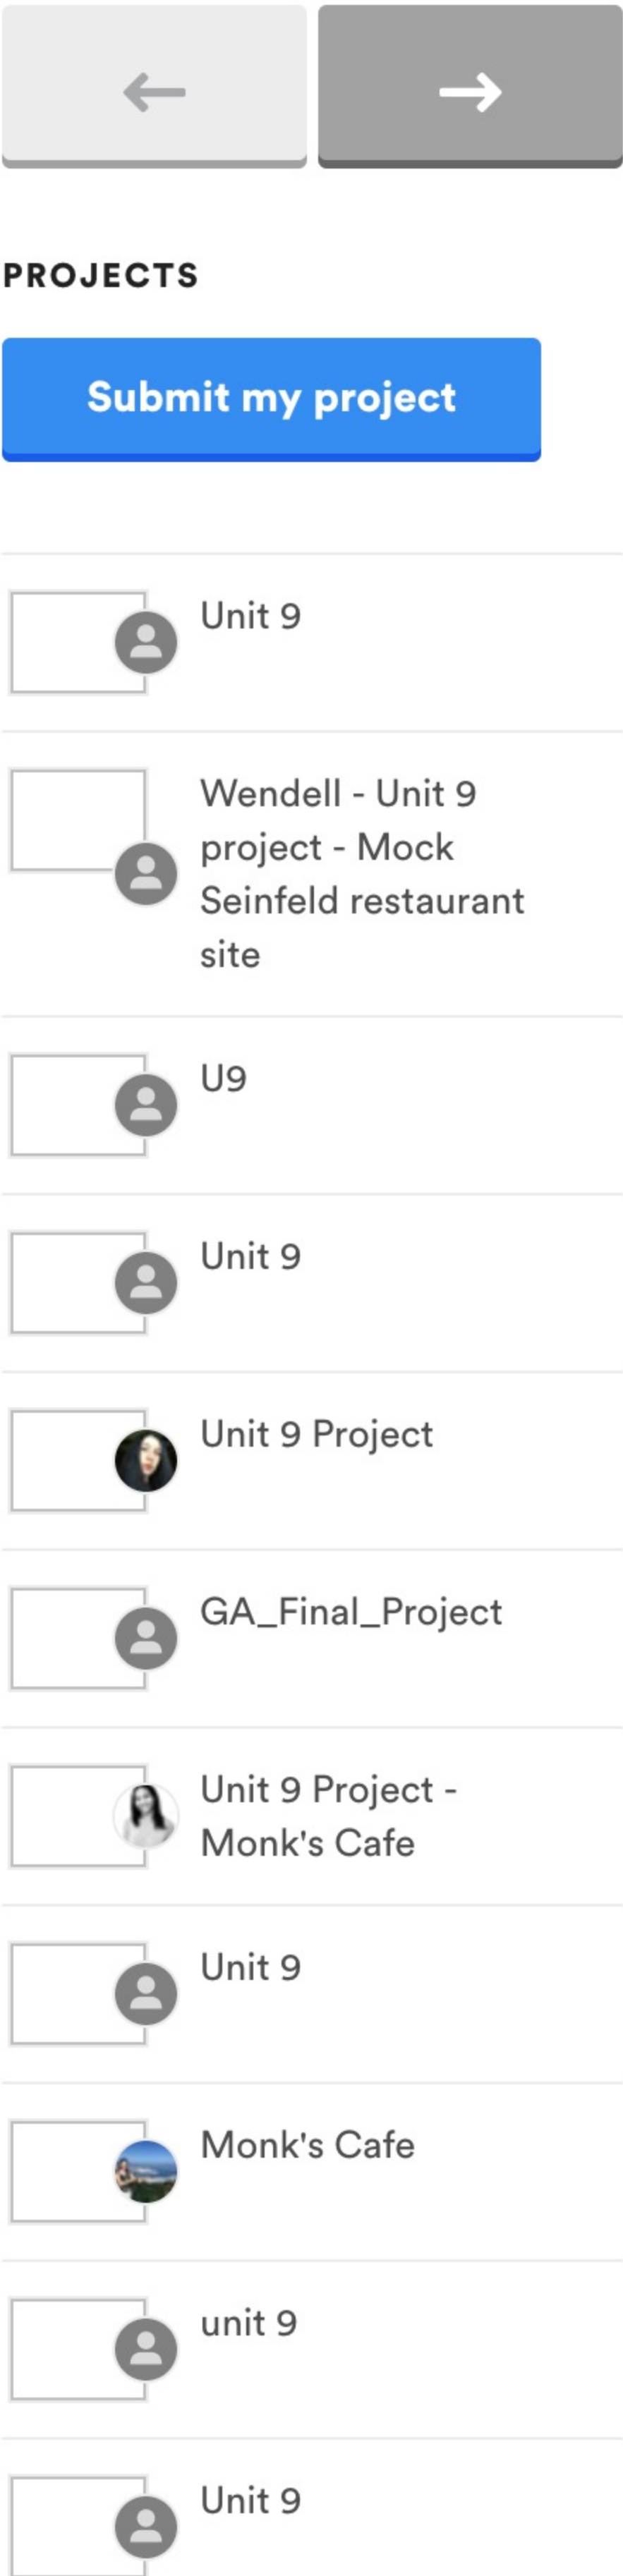 PROJECTS
Submit my project
Unit 9
Wendell - Unit 9
project - Mock
Seinfeld restaurant
site
U9
Unit 9
Unit 9 Project
GA_Final_Project
Unit 9 Project -
Monk's Cafe
Unit 9
Monk's Cafe
unit 9
Unit 9